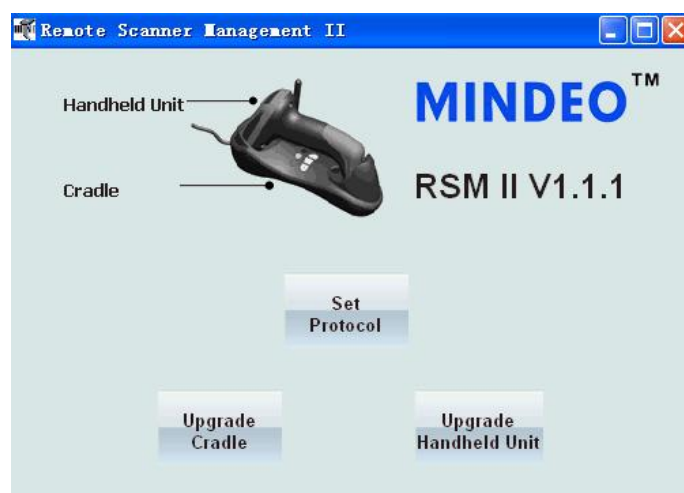 Remote Scanner Management II
Handheld Unit
MINDEO™
Cradle
RSM II V1.1.1
Set
Protocol
Upgrade
Cradle
Upgrade
Handheld Unit